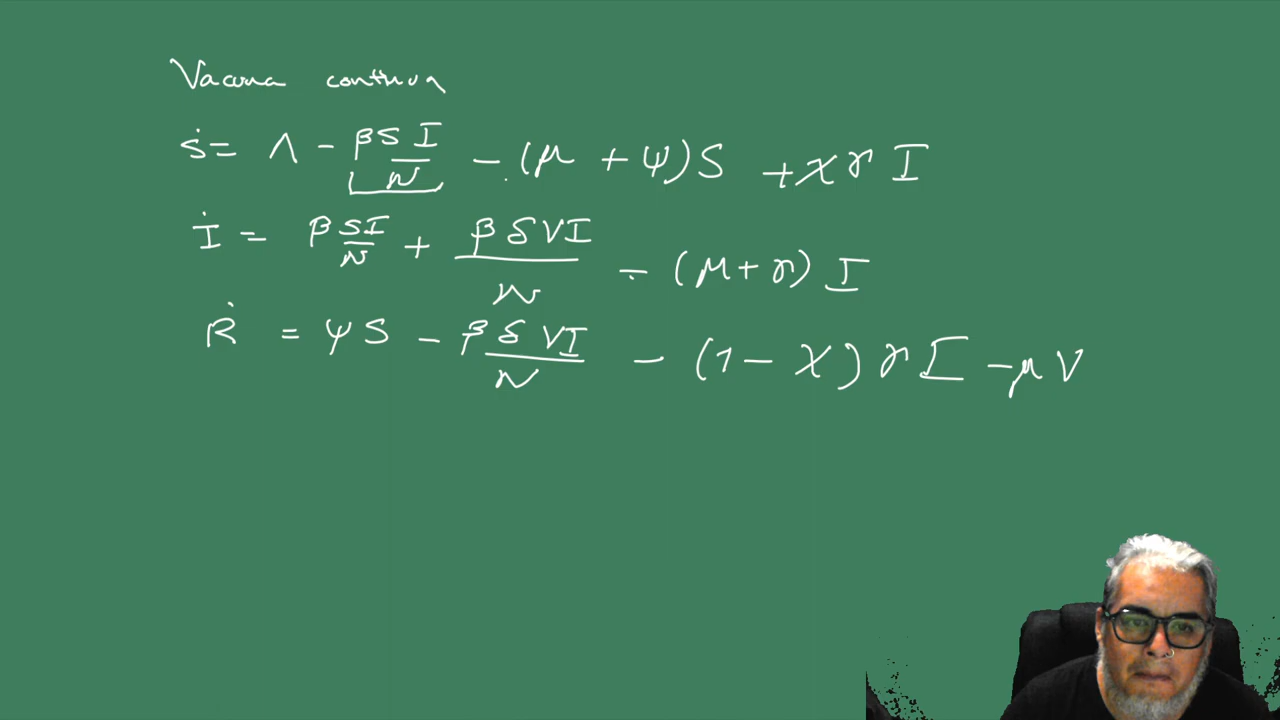 Vacuna continua
Ṡ = Λ - βSI/N - (μ + ψ)S + χγI
İ = βSI/N + βδVI/N - (μ + γ)I
Ṙ = ψS - βδVI/N - (1 - χ)γI - μV